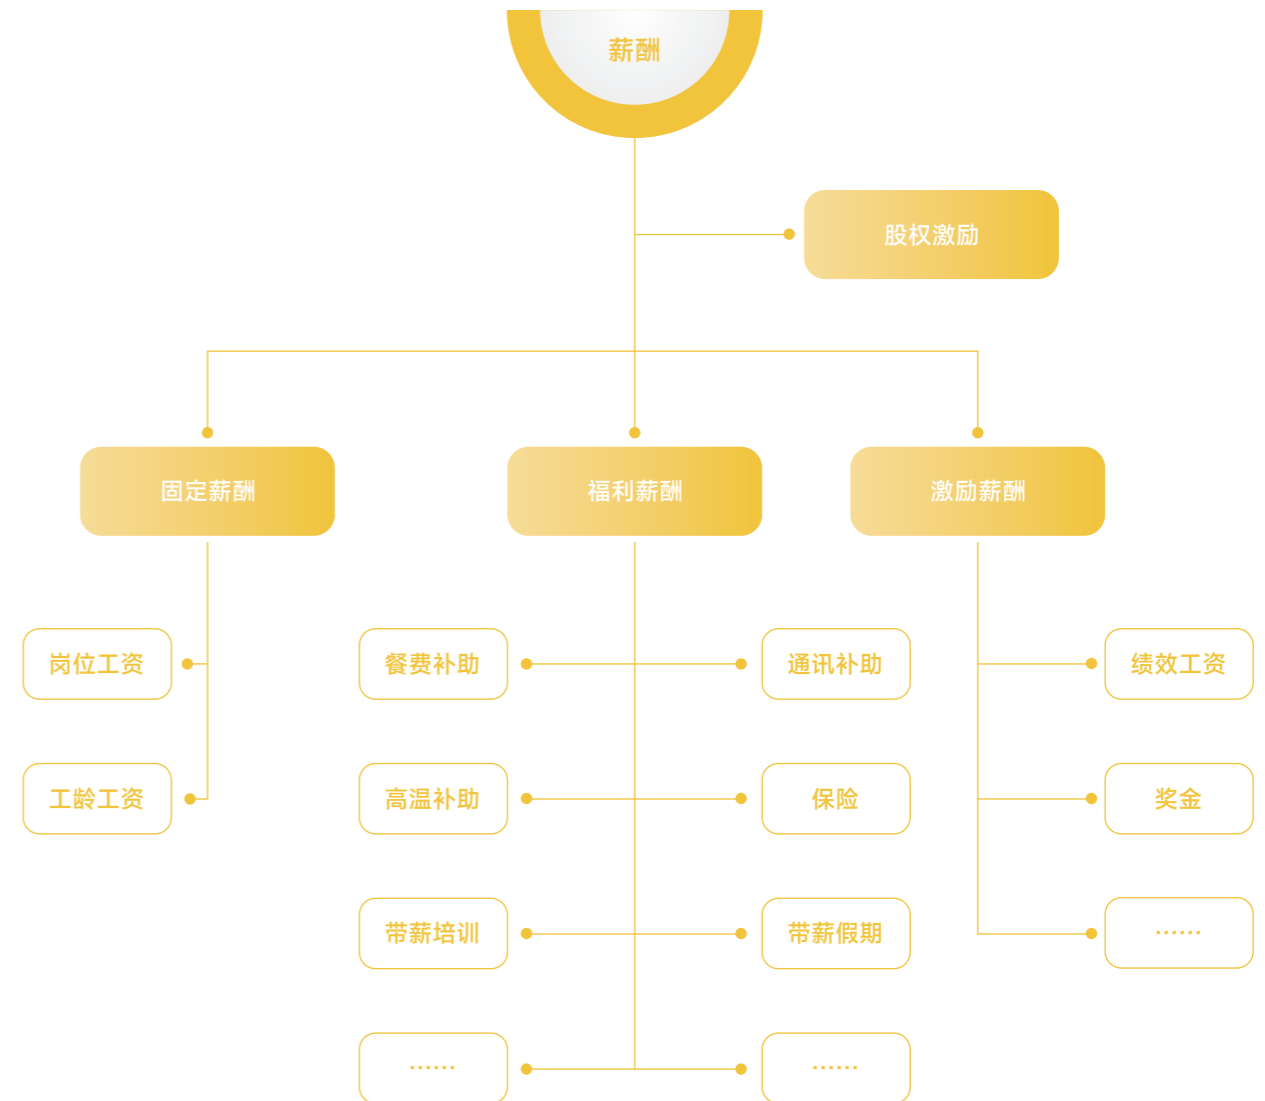 薪酬
股权激励
固定薪酬
福利薪酬
激励薪酬
岗位工资
餐费补助
通讯补助
绩效工资
工龄工资
高温补助
保险
奖金
带薪培训
带薪假期
······
······
······